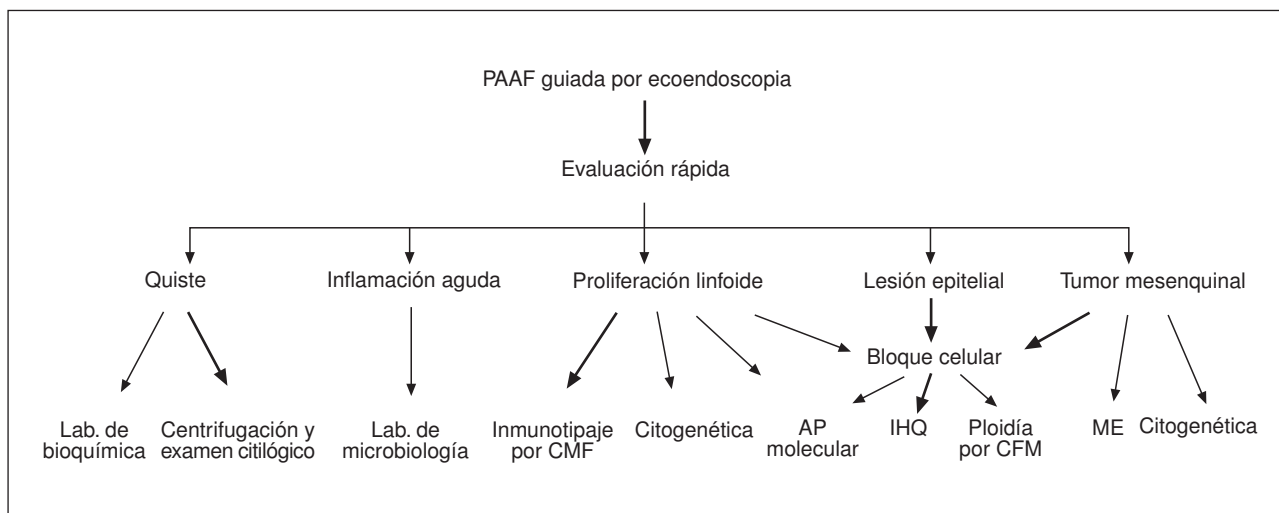 PAAF guiada por ecoendoscopia
Evaluación rápida
Quiste
Inflamación aguda
Proliferación linfoide
Lesión epitelial
Tumor mesenquinal
Bloque celular
Lab. de
bioquímica
Centrifugación y
examen citilógico
Lab. de
microbiología
Inmunotipaje
por CMF
Citogenética
AP
molecular
IHQ
Ploidía
por CFM
ME
Citogenética